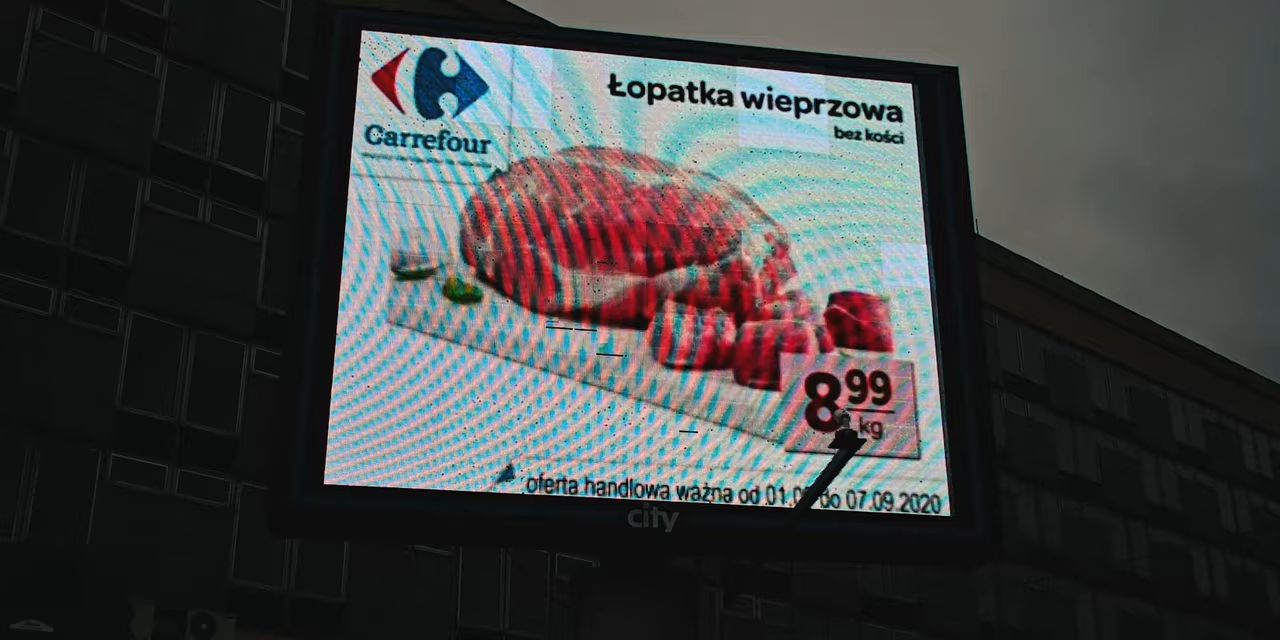 Carrefour
Łopatka wieprzowa
bez kości
8 99
kg
oferta handlowa ważna od 01.0 do 07.09.2020
city